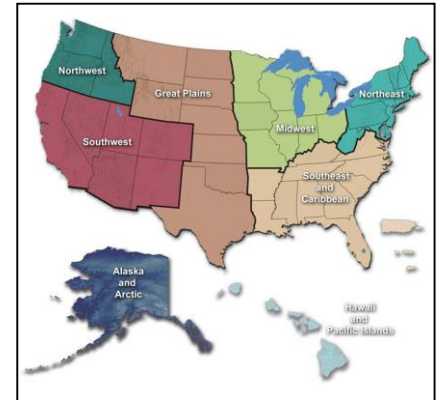 Northwest
Great Plains
Northeast
Midwest
Southwest
Southeast
and
Caribbean
Alaska
and
Arctic
Hawaii
and
Pacific Islands